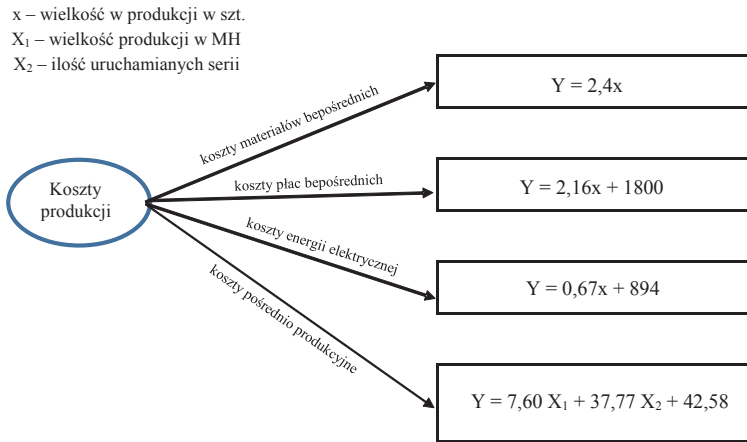 x – wielkość w produkcji w szt.
X₁ – wielkość produkcji w MH
X₂ – ilość uruchamianych serii
Koszty
produkcji
koszty materiałów bepośrednich
Y = 2,4x
koszty płac bepośrednich
Y = 2,16x + 1800
koszty energii elektrycznej
Y = 0,67x + 894
koszty pośrednio produkcyjne
Y = 7,60 X₁ + 37,77 X₂ + 42,58